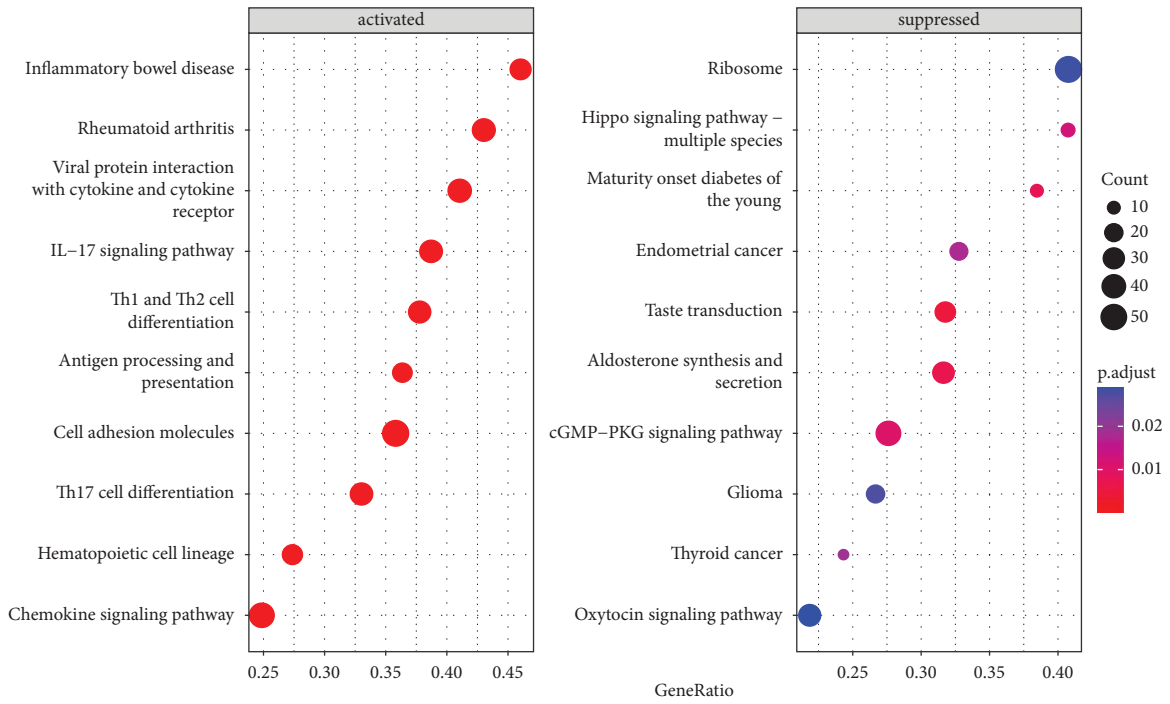 activated
Inflammatory bowel disease
Rheumatoid arthritis
Viral protein interaction
with cytokine and cytokine
receptor
IL−17 signaling pathway
Th1 and Th2 cell
differentiation
Antigen processing and
presentation
Cell adhesion molecules
Th17 cell differentiation
Hematopoietic cell lineage
Chemokine signaling pathway
0.25 0.30 0.35 0.40 0.45
suppressed
Ribosome
Hippo signaling pathway −
multiple species
Maturity onset diabetes of
the young
Endometrial cancer
Taste transduction
Aldosterone synthesis and
secretion
cGMP−PKG signaling pathway
Glioma
Thyroid cancer
Oxytocin signaling pathway
0.25 0.30 0.35 0.40
GeneRatio
Count
10
20
30
40
50
p.adjust
0.02
0.01